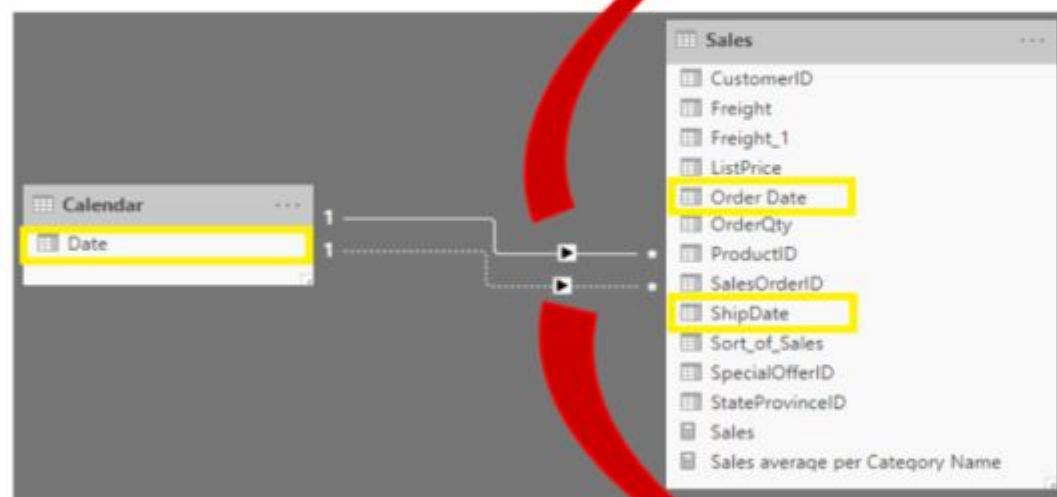 Sales
CustomerID
Freight
Freight_1
ListPrice
Order Date
OrderQty
ProductID
SalesOrderID
ShipDate
Sort_of_Sales
SpecialOfferID
StateProvinceID
Sales
Sales average per Category Name
Calendar
Date
1
1